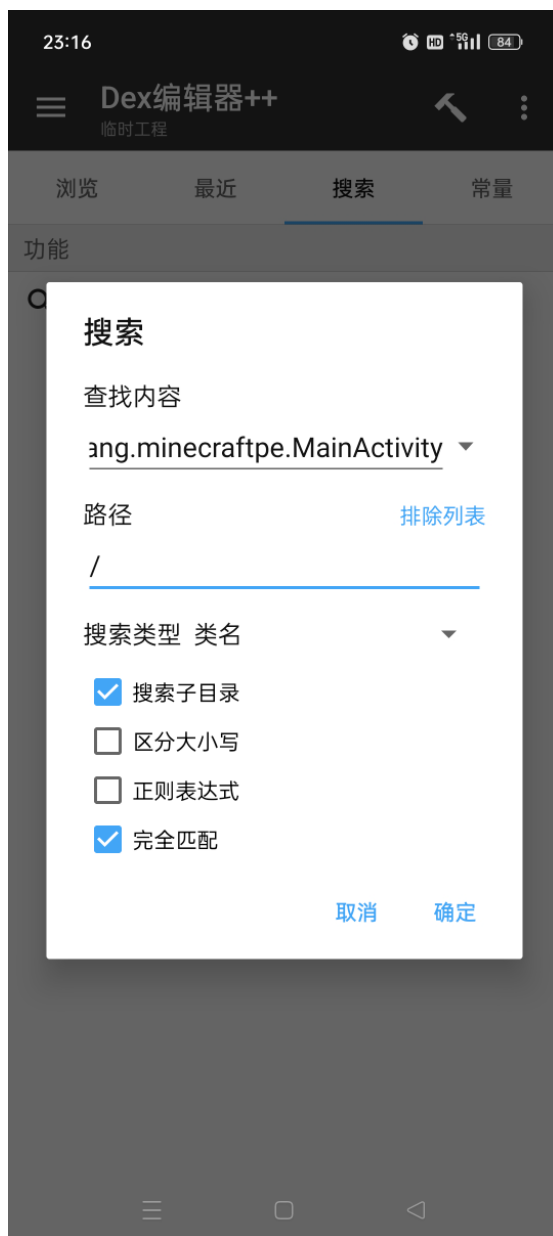 23:16
HD 5G 84
Dex编辑器++
临时工程
浏览 最近 搜索 常量
功能
搜索
查找内容
ang.minecraftpe.MainActivity
路径 排除列表
/
搜索类型 类名
搜索子目录
区分大小写
正则表达式
完全匹配
取消 确定